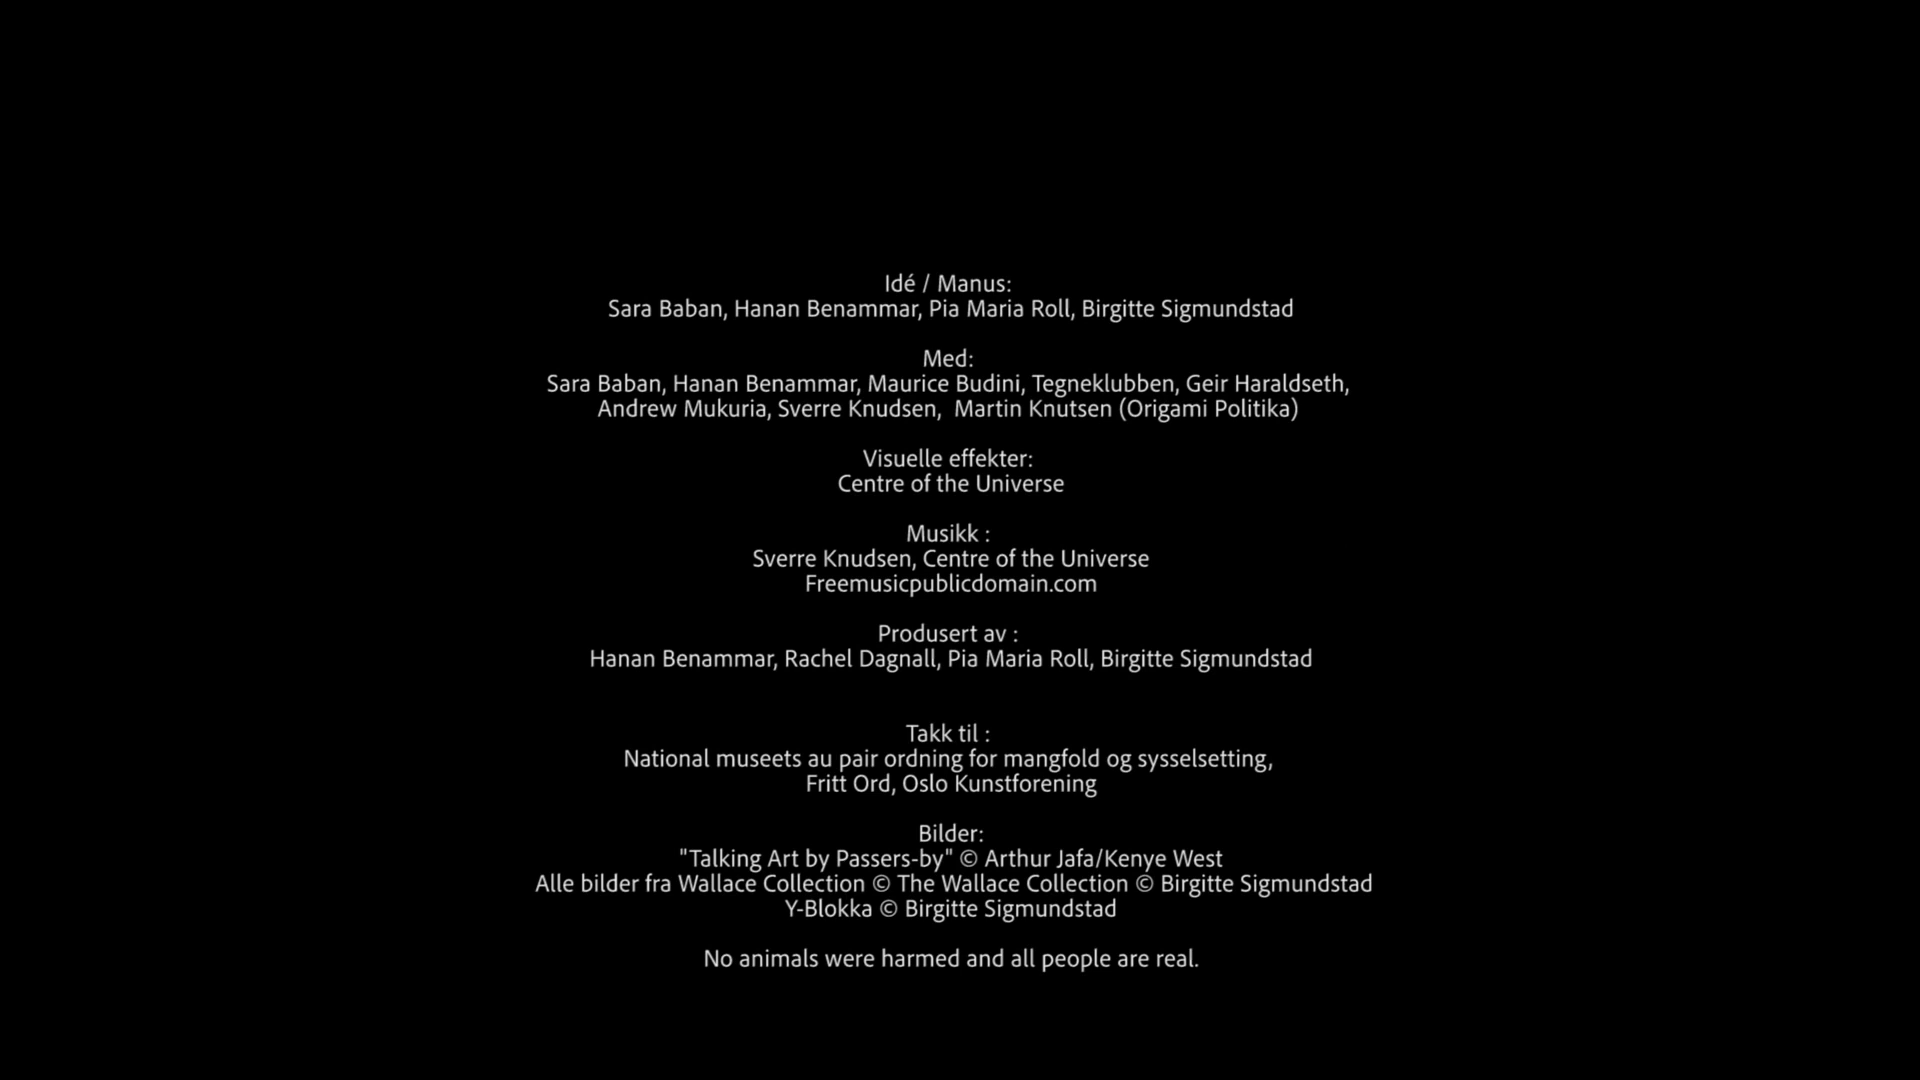 Idé / Manus:
Sara Baban, Hanan Benammar, Pia Maria Roll, Birgitte Sigmundstad
Med:
Sara Baban, Hanan Benammar, Maurice Budini, Tegneklubben, Geir Haraldseth,
Andrew Mukuria, Sverre Knudsen,  Martin Knutsen (Origami Politika)
Visuelle effekter:
Centre of the Universe
Musikk :
Sverre Knudsen, Centre of the Universe
Freemusicpublicdomain.com
Produsert av :
Hanan Benammar, Rachel Dagnall, Pia Maria Roll, Birgitte Sigmundstad
Takk til :
National museets au pair ordning for mangfold og sysselsetting,
Fritt Ord, Oslo Kunstforening
Bilder:
"Talking Art by Passers-by" © Arthur Jafa/Kenye West
Alle bilder fra Wallace Collection © The Wallace Collection © Birgitte Sigmundstad
Y-Blokka © Birgitte Sigmundstad
No animals were harmed and all people are real.